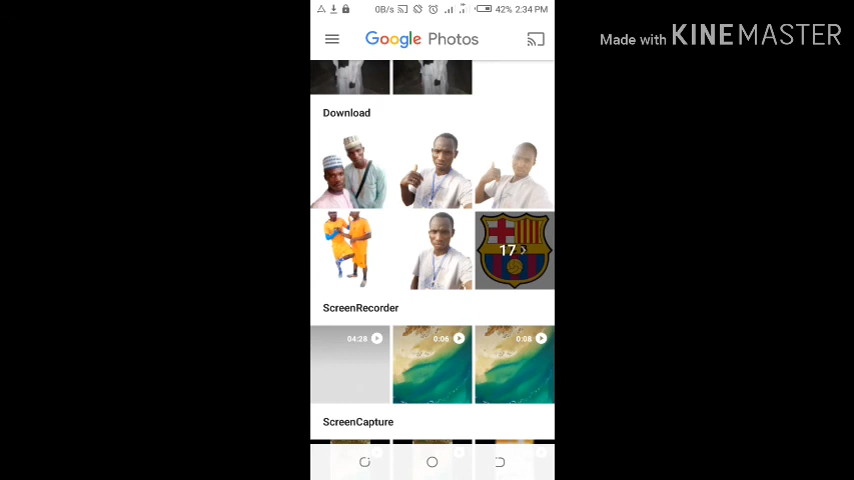 0B/s 42% 2:34 PM
Google Photos
Made with KINEMASTER
Download
17
ScreenRecorder
04:28 0:06 0:08
ScreenCapture